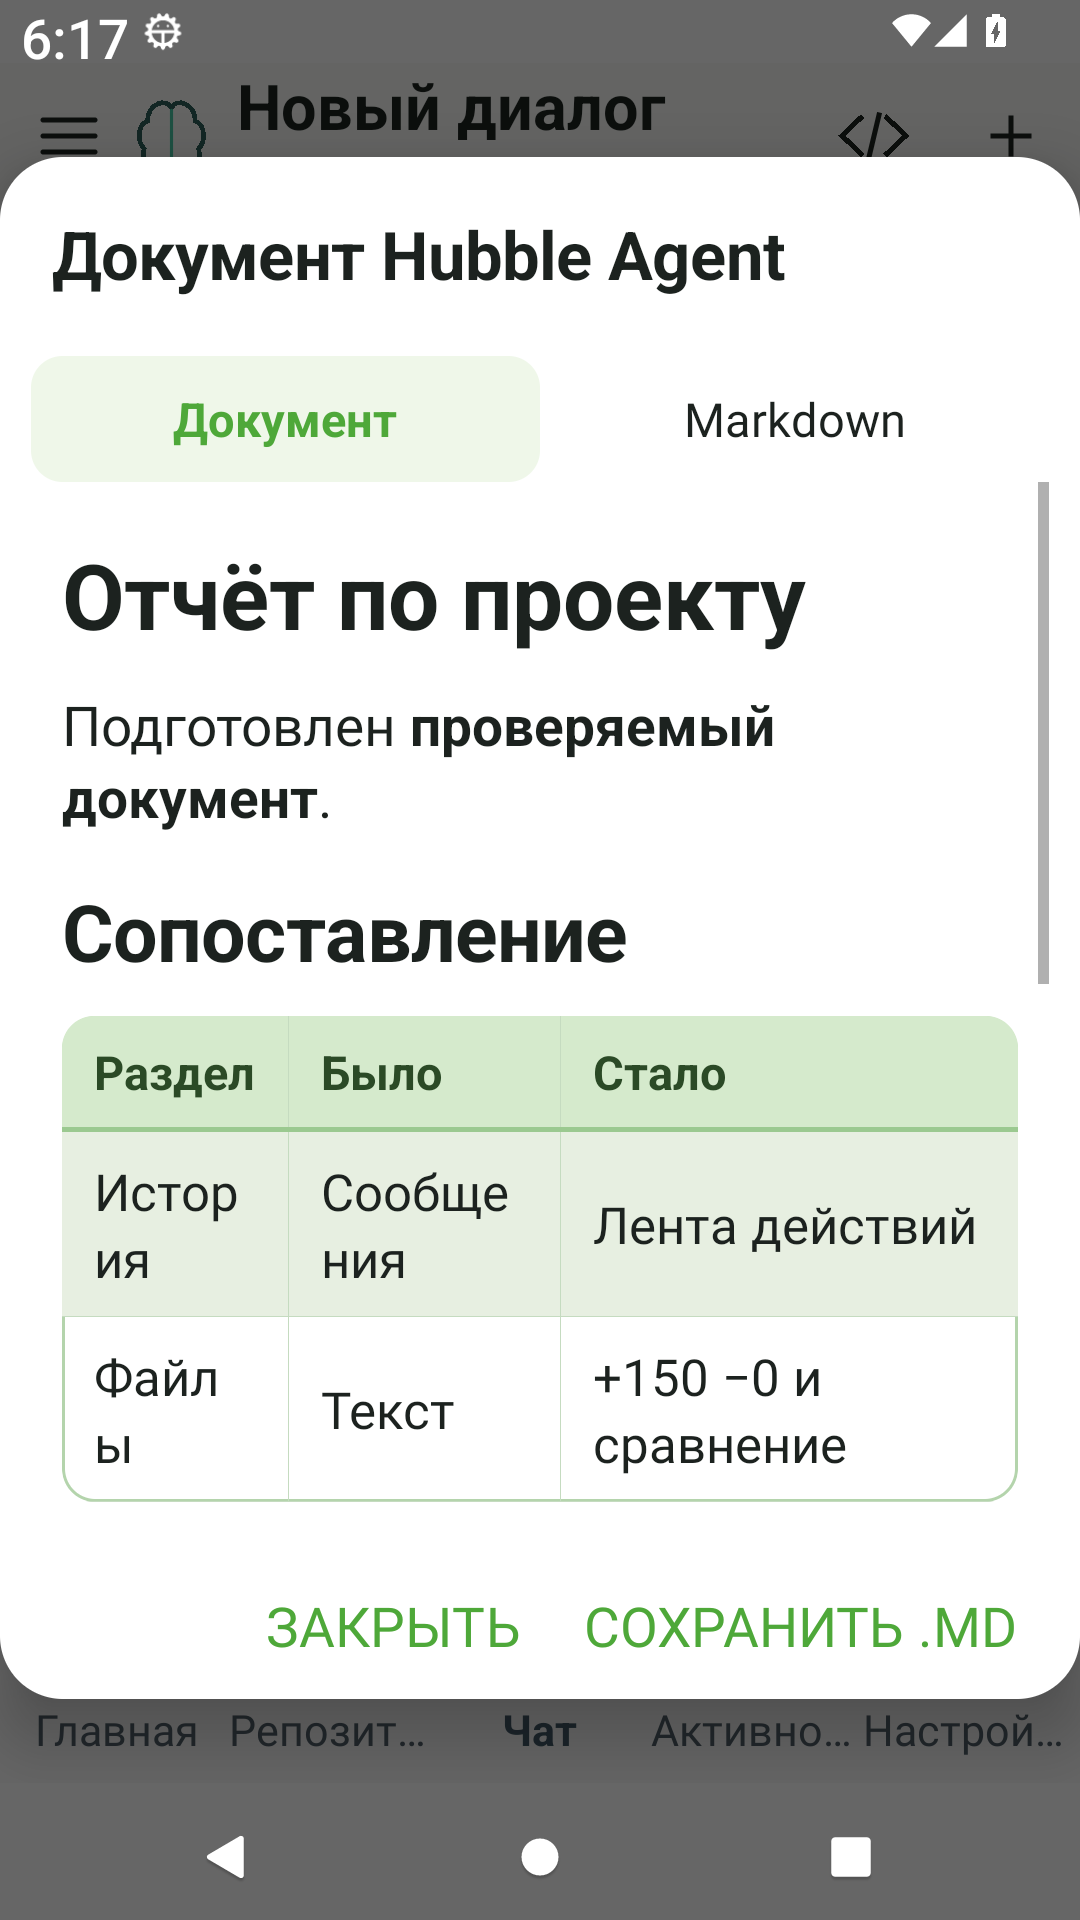 6:17
Новый диалог
Документ Hubble Agent
Документ
Markdown
Отчёт по проекту
Подготовлен проверяемый
документ.
Сопоставление
Раздел Было Стало
Истор
ия
Сообще
ния
Лента действий
Файл
ы
Текст
+150 −0 и
сравнение
ЗАКРЫТЬ СОХРАНИТЬ .MD
Главная Репозит… Чат Активно… Настрой…